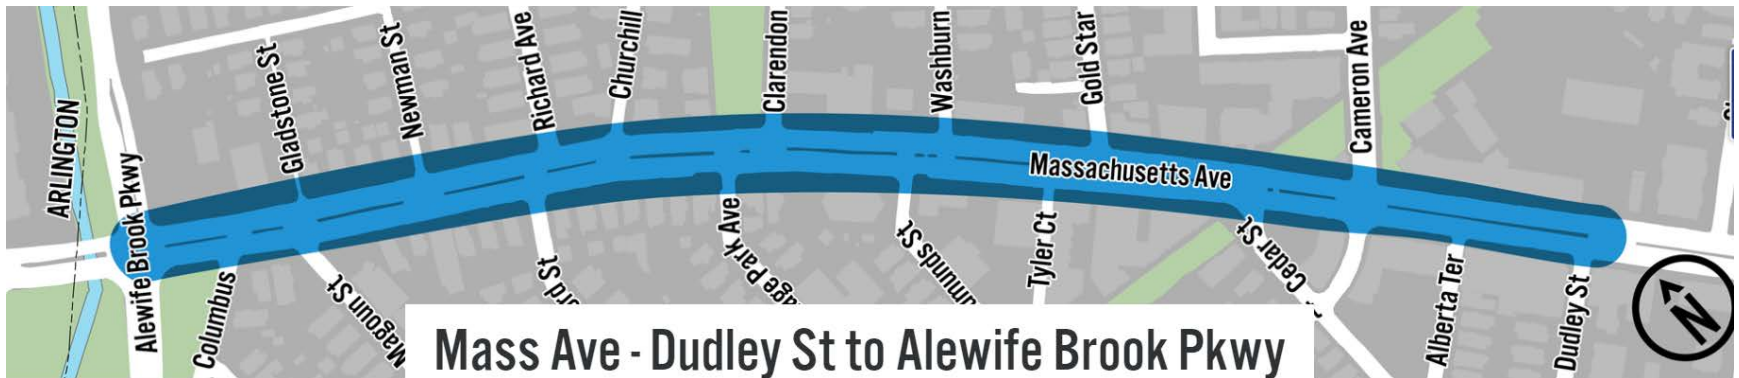 ARLINGTON
Alewife Brook Pkwy
Gladstone St
Newman St
Richard Ave
Churchill
Clarendon
Washburn
Gold Star
Cameron Ave
Massachusetts Ave
Columbus
Magoun St
St
Park Ave
St
Tyler Ct
Cedar St
Alberta Ter
Dudley St
N
Mass Ave - Dudley St to Alewife Brook Pkwy